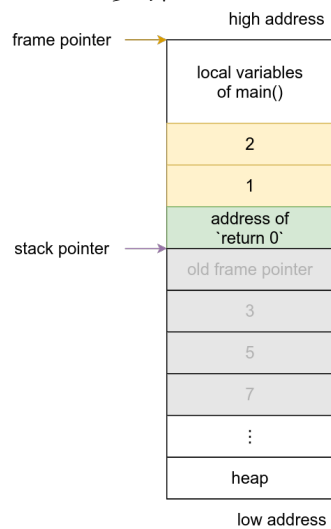 high address
frame pointer
local variables
of main()
2
1
address of
`return 0`
stack pointer
old frame pointer
3
5
7
⋮
heap
low address